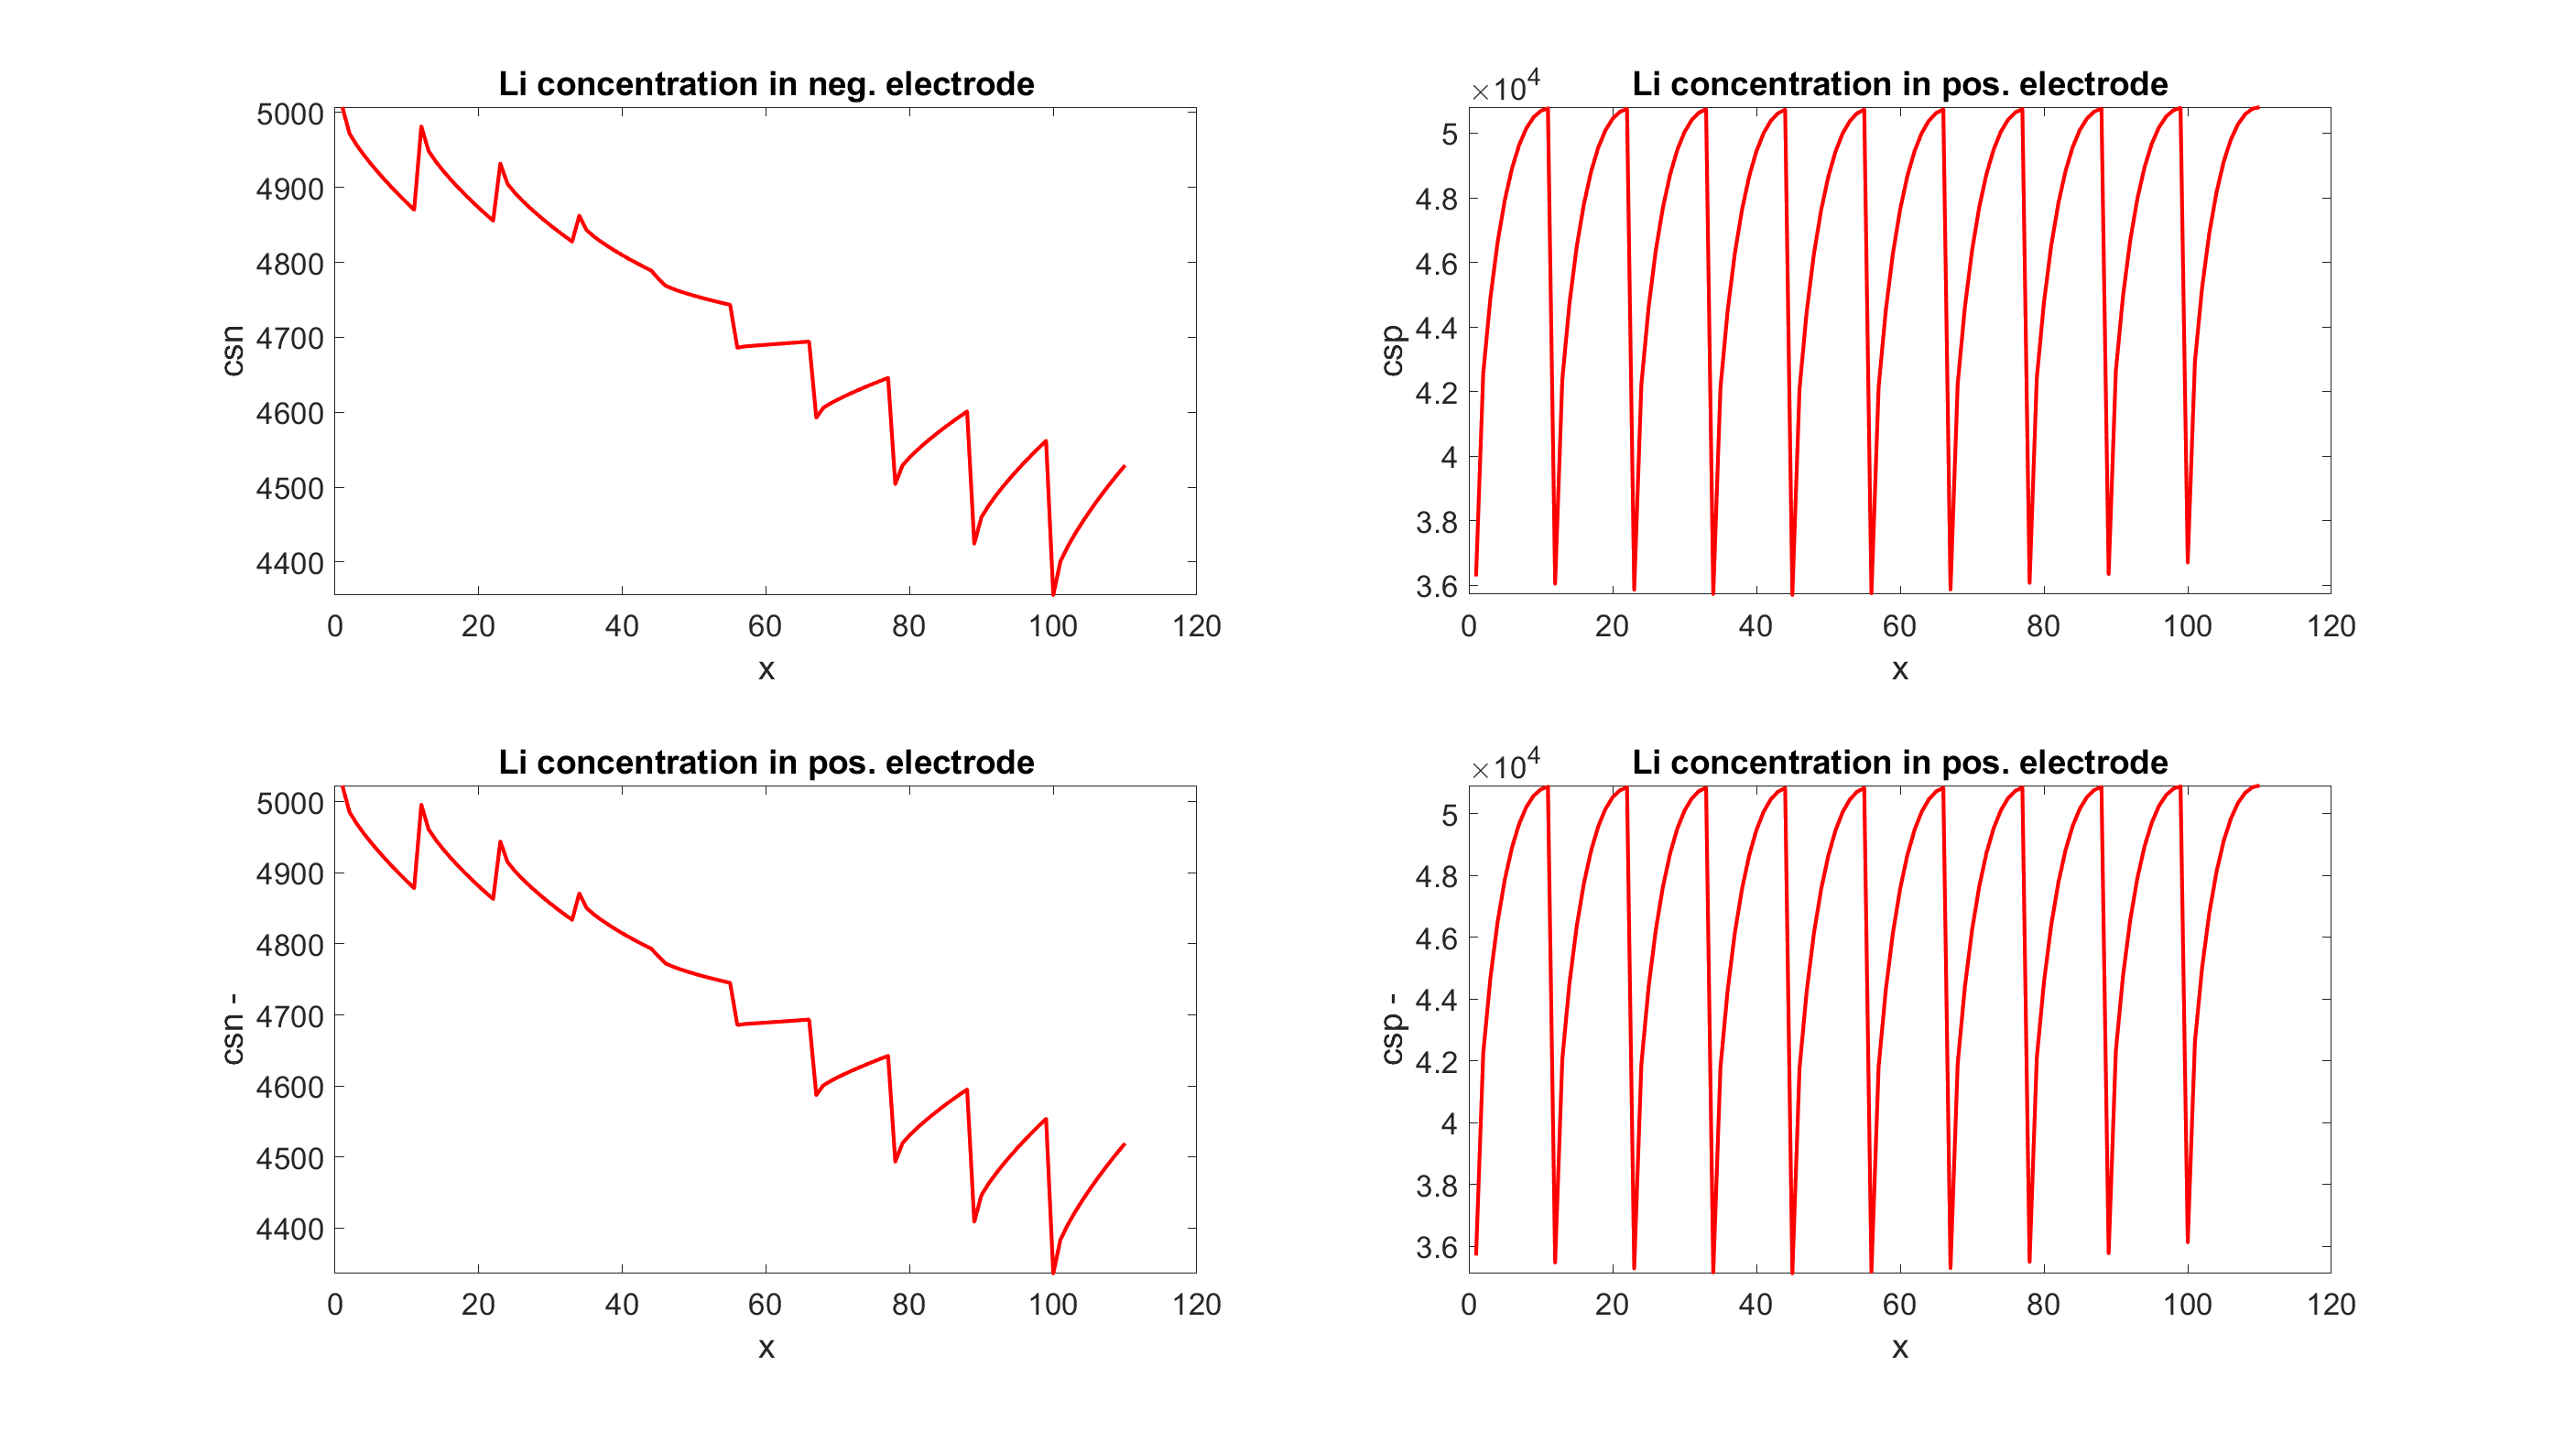 Li concentration in neg. electrode
5000
4900
4800
4700
4600
4500
4400
csn
0 20 40 60 80 100 120
x
Li concentration in pos. electrode
×10^4
5
4.8
4.6
4.4
4.2
4
3.8
3.6
csp
0 20 40 60 80 100 120
x
Li concentration in pos. electrode
5000
4900
4800
4700
4600
4500
4400
csn -
0 20 40 60 80 100 120
x
Li concentration in pos. electrode
×10^4
5
4.8
4.6
4.4
4.2
4
3.8
3.6
csp -
0 20 40 60 80 100 120
x